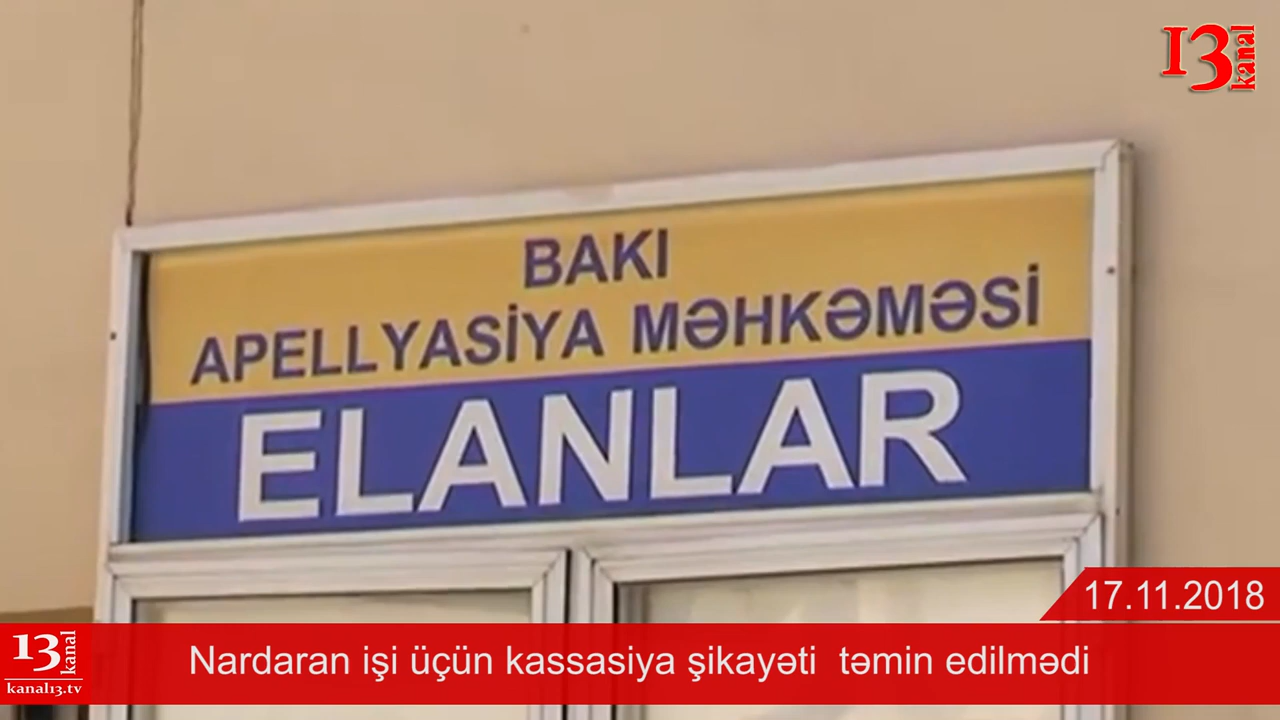 13 kanal
BAKI
APELLYASİYA MƏHKƏMƏSİ
ELANLAR
17.11.2018
13 kanal
kanal13.tv
Nardaran işi üçün kassasiya şikayəti təmin edilmədi